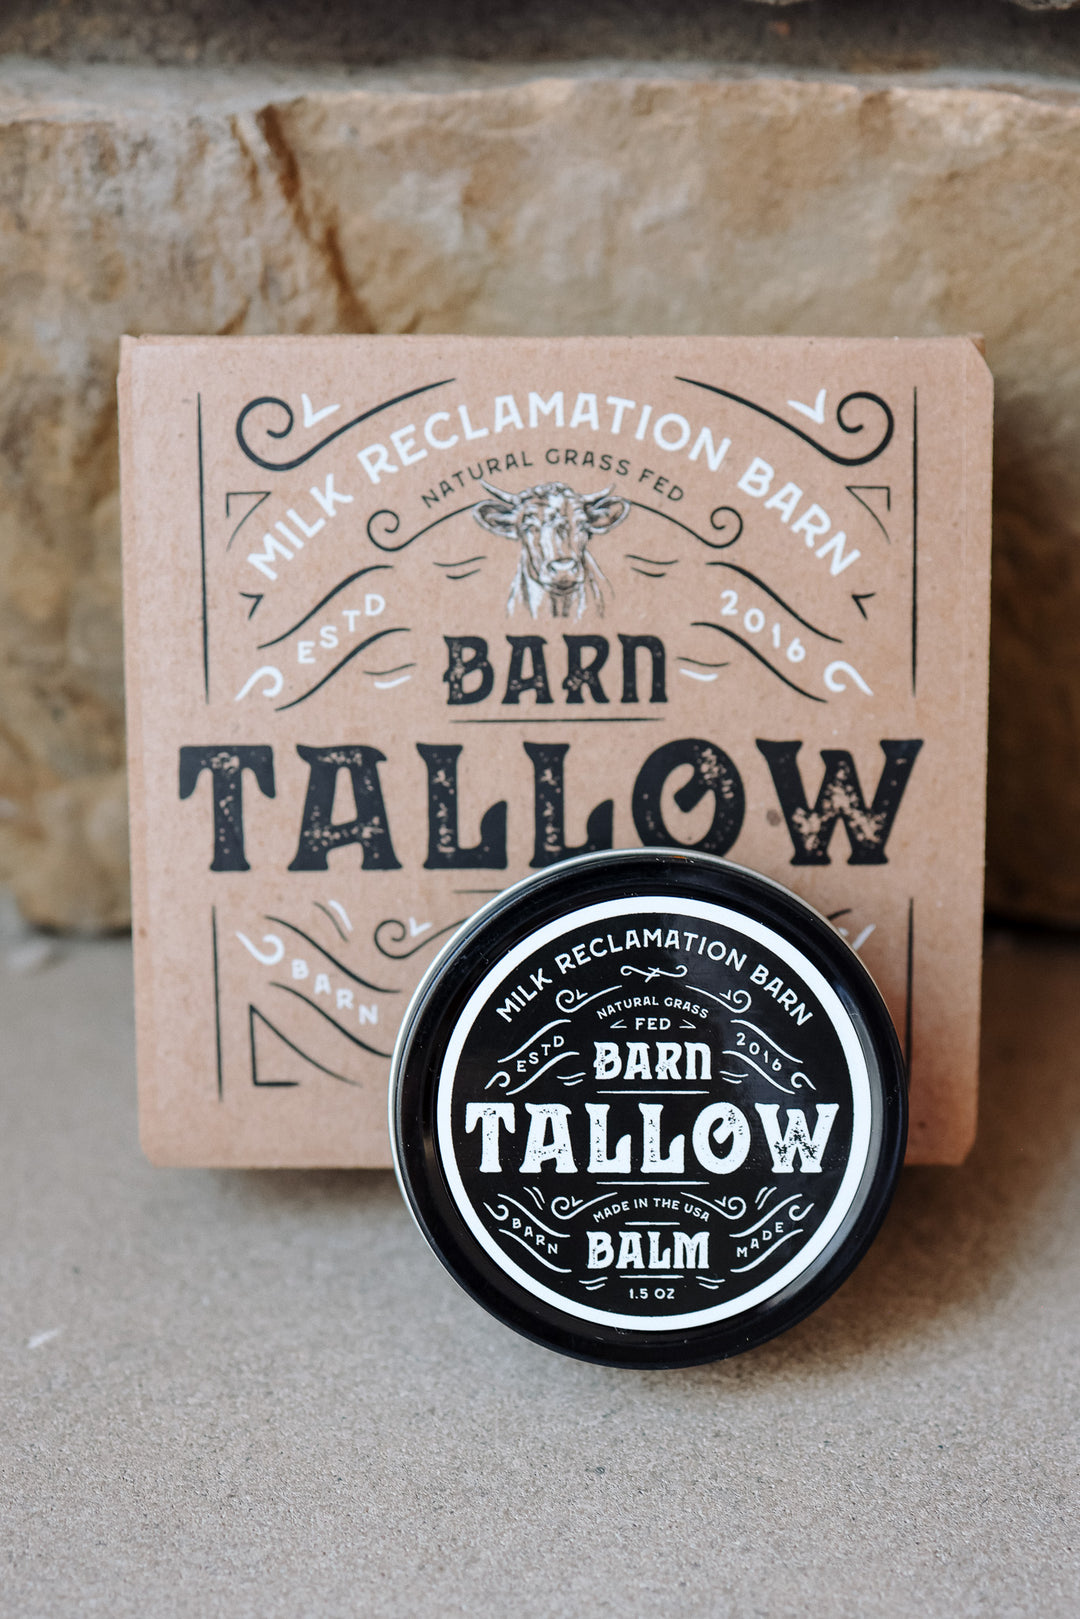 MILK RECLAMATION BARN
NATURAL GRASS FED
ESTD 2016
BARN
TALLOW
BARN
MILK RECLAMATION BARN
NATURAL GRASS
FED
ESTD 2016
BARN
TALLOW
MADE IN THE USA
BARN MADE
BALM
1.5 OZ